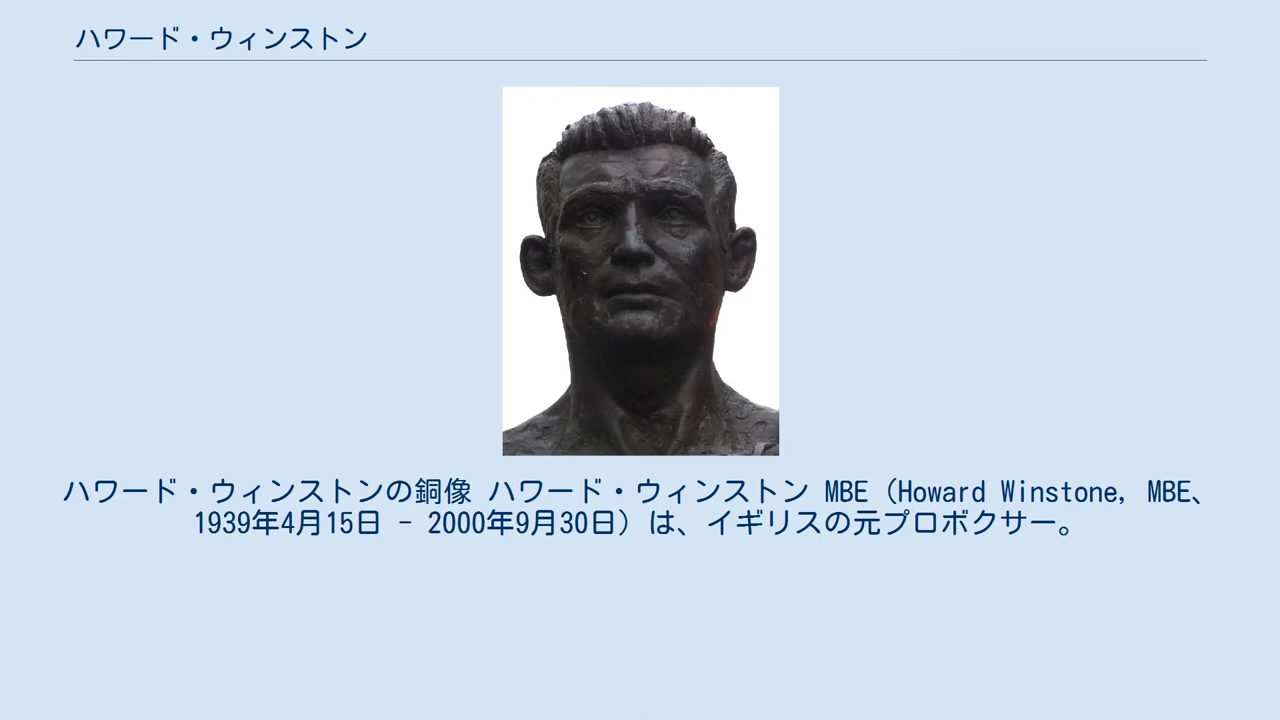 ハワード・ウィンストン
ハワード・ウィンストンの銅像 ハワード・ウィンストン MBE（Howard Winstone, MBE、
1939年4月15日 - 2000年9月30日）は、イギリスの元プロボクサー。